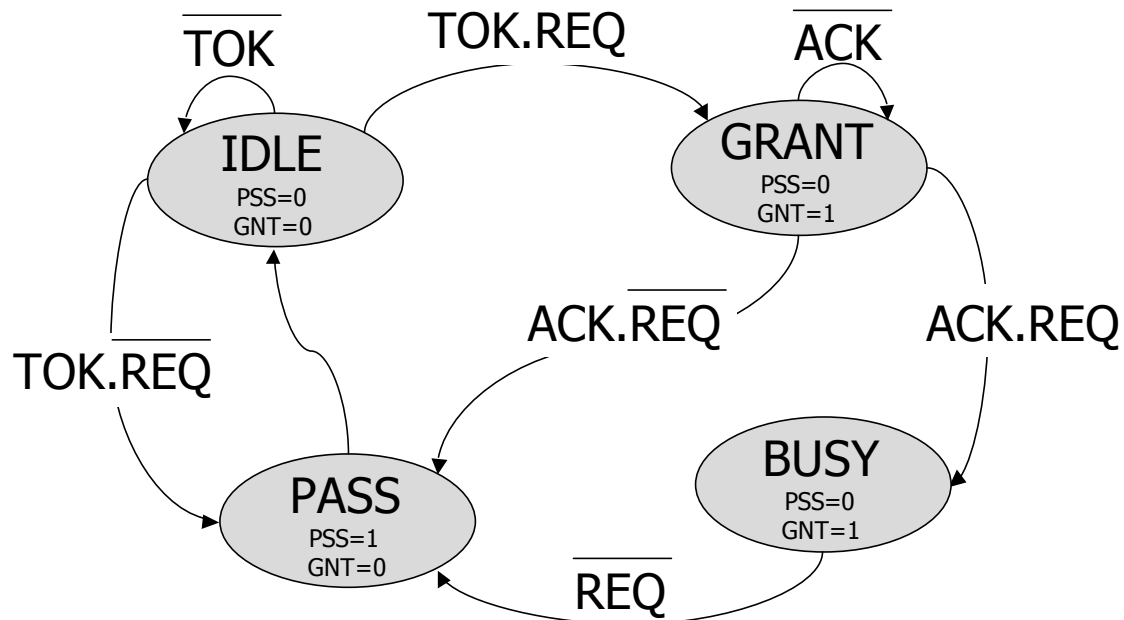 TOK
TOK.REQ
ACK
IDLE
PSS=0
GNT=0
GRANT
PSS=0
GNT=1
ACK.REQ
ACK.REQ
TOK.REQ
BUSY
PSS=0
GNT=1
PASS
PSS=1
GNT=0
REQ